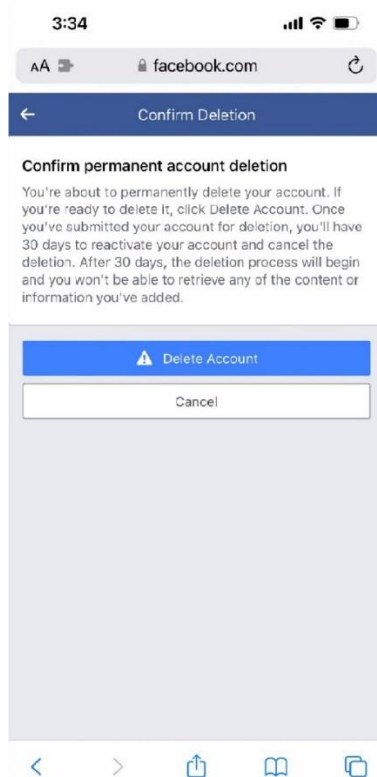 3:34
AA facebook.com
Confirm Deletion
Confirm permanent account deletion
You're about to permanently delete your account. If
you're ready to delete it, click Delete Account. Once
you've submitted your account for deletion, you'll have
30 days to reactivate your account and cancel the
deletion. After 30 days, the deletion process will begin
and you won't be able to retrieve any of the content or
information you've added.
Delete Account
Cancel